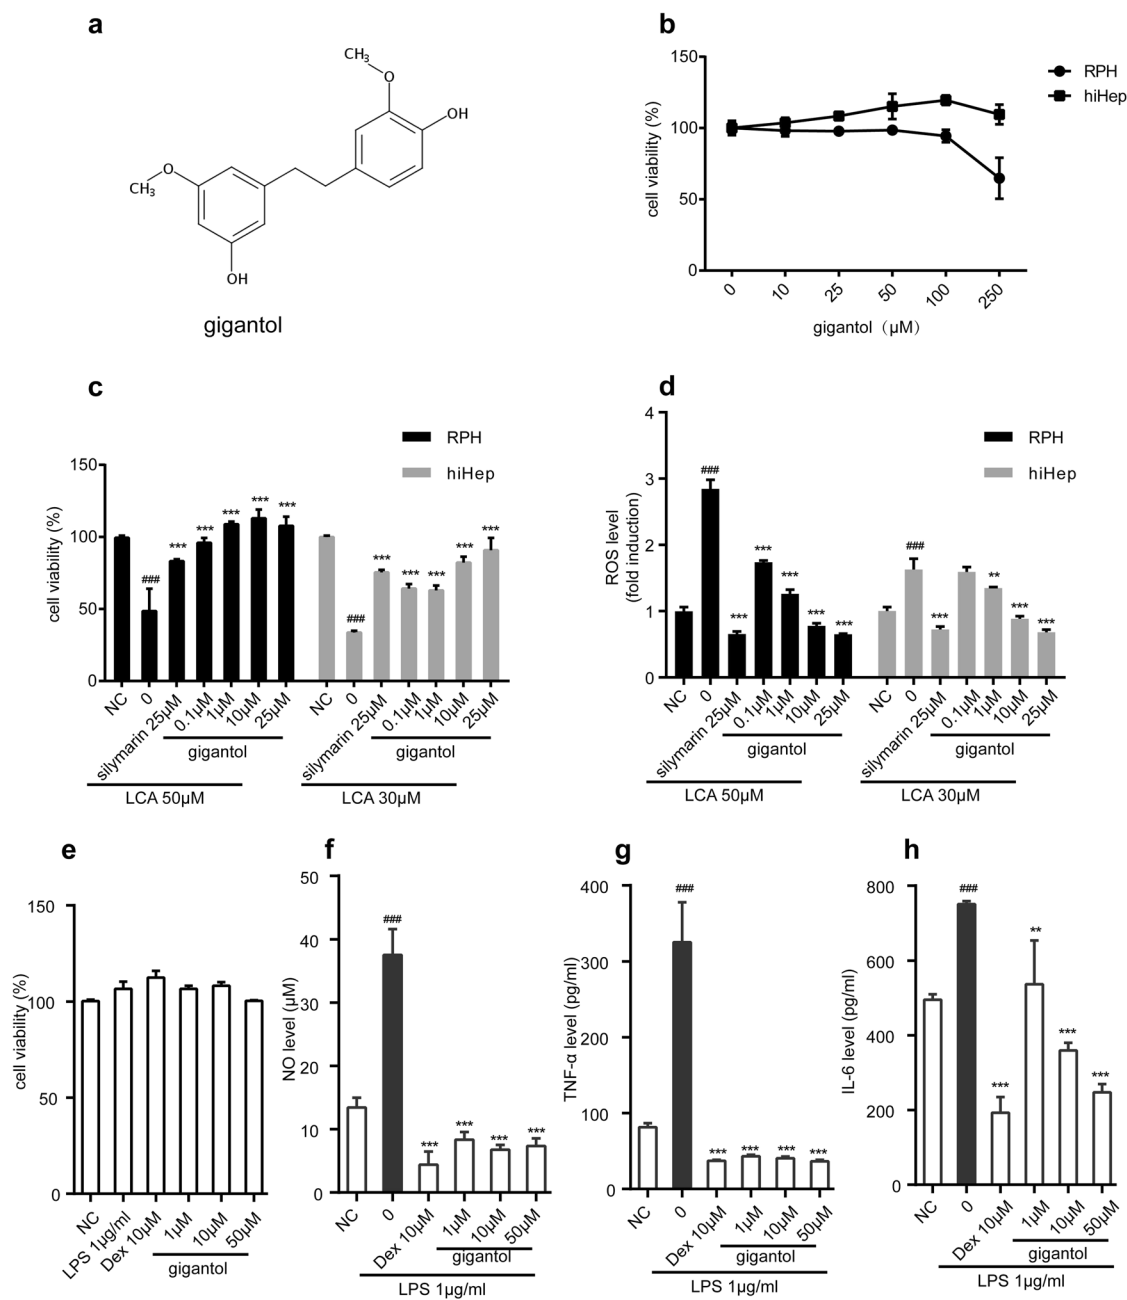 a
CH₃
O
OH
O
CH₃
OH
gigantol
b
150
100
50
0
cell viability (%)
0
10
25
50
100
250
gigantol（μM）
RPH
hiHep
c
RPH
hiHep
150
100
50
0
cell viability (%)
###
***
***
***
***
***
###
***
***
***
***
***
NC
0
silymarin 25μM
0.1μM
1μM
10μM
25μM
NC
0
silymarin 25μM
0.1μM
1μM
10μM
25μM
gigantol
gigantol
LCA 50μM
LCA 30μM
d
RPH
hiHep
4
3
2
1
0
ROS level
(fold induction)
###
***
***
***
***
***
###
***
**
***
***
NC
0
silymarin 25μM
0.1μM
1μM
10μM
25μM
NC
0
silymarin 25μM
0.1μM
1μM
10μM
25μM
gigantol
gigantol
LCA 50μM
LCA 30μM
e
150
100
50
0
cell viability (%)
NC
LPS 1μg/ml
Dex 10μM
1μM
10μM
50μM
gigantol
f
50
40
30
20
10
0
NO level (μM)
###
***
***
***
***
NC
0
Dex 10μM
1μM
10μM
50μM
gigantol
LPS 1μg/ml
g
400
300
200
100
0
TNF-α level (pg/ml)
###
***
***
***
***
NC
0
Dex 10μM
1μM
10μM
50μM
gigantol
LPS 1μg/ml
h
800
600
400
200
0
IL-6 level (pg/ml)
###
***
**
***
***
NC
0
Dex 10μM
1μM
10μM
50μM
gigantol
LPS 1μg/ml